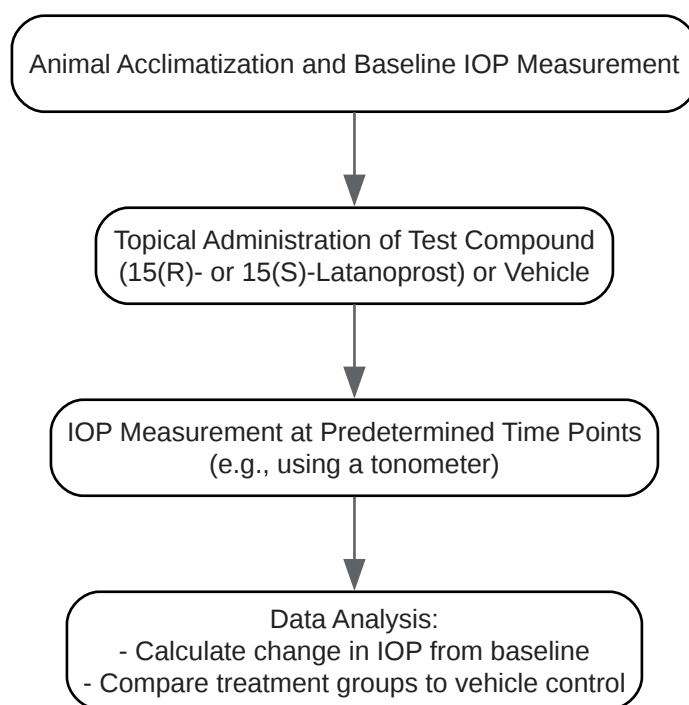 Animal Acclimatization and Baseline IOP Measurement
Topical Administration of Test Compound
(15(R)- or 15(S)-Latanoprost) or Vehicle
IOP Measurement at Predetermined Time Points
(e.g., using a tonometer)
Data Analysis:
- Calculate change in IOP from baseline
- Compare treatment groups to vehicle control